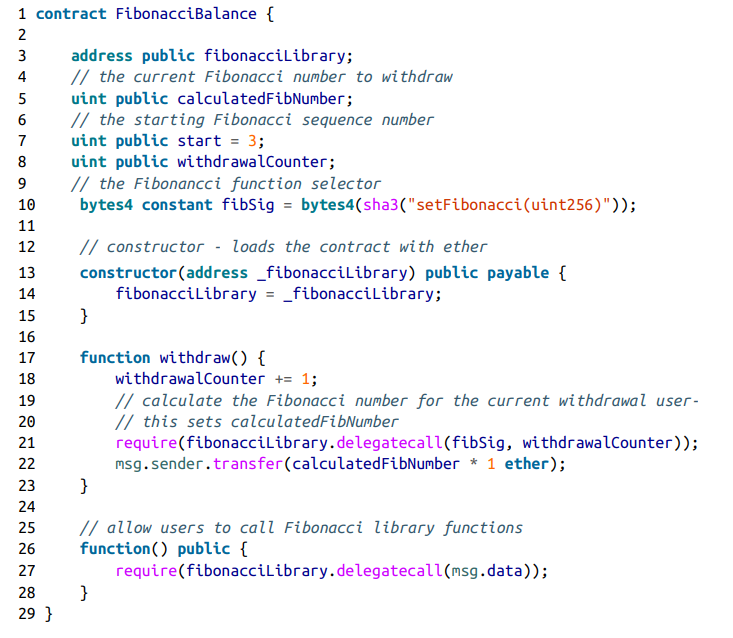 1 contract FibonacciBalance {
2
3     address public fibonacciLibrary;
4     // the current Fibonacci number to withdraw
5     uint public calculatedFibNumber;
6     // the starting Fibonacci sequence number
7     uint public start = 3;
8     uint public withdrawalCounter;
9     // the Fibonancci function selector
10     bytes4 constant fibSig = bytes4(sha3("setFibonacci(uint256)"));
11
12     // constructor - loads the contract with ether
13     constructor(address _fibonacciLibrary) public payable {
14         fibonacciLibrary = _fibonacciLibrary;
15     }
16
17     function withdraw() {
18         withdrawalCounter += 1;
19         // calculate the Fibonacci number for the current withdrawal user-
20         // this sets calculatedFibNumber
21         require(fibonacciLibrary.delegatecall(fibSig, withdrawalCounter));
22         msg.sender.transfer(calculatedFibNumber * 1 ether);
23     }
24
25     // allow users to call Fibonacci library functions
26     function() public {
27         require(fibonacciLibrary.delegatecall(msg.data));
28     }
29 }